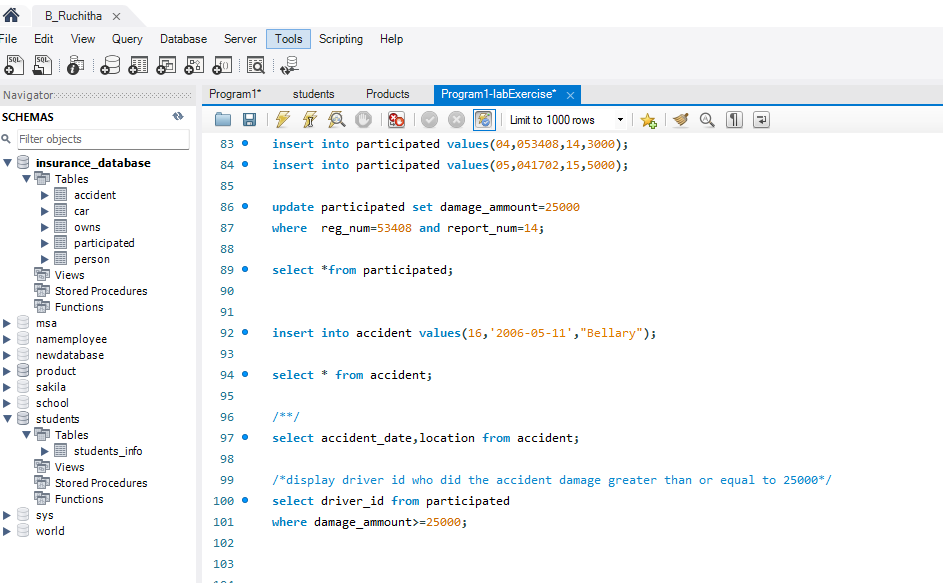 B_Ruchitha
File Edit View Query Database Server Tools Scripting Help
Navigator
SCHEMAS
Filter objects
insurance_database
Tables
accident
car
owns
participated
person
Views
Stored Procedures
Functions
msa
namemployee
newdatabase
product
sakila
school
students
Tables
students_info
Views
Stored Procedures
Functions
sys
world
Program1* students Products Program1-labExercise*
Limit to 1000 rows
83 insert into participated values(04,053408,14,3000);
84 insert into participated values(05,041702,15,5000);
85
86 update participated set damage_ammount=25000
87 where  reg_num=53408 and report_num=14;
88
89 select *from participated;
90
91
92 insert into accident values(16,'2006-05-11',"Bellary");
93
94 select * from accident;
95
96 /**/
97 select accident_date,location from accident;
98
99 /*display driver id who did the accident damage greater than or equal to 25000*/
100 select driver_id from participated
101 where damage_ammount>=25000;
102
103